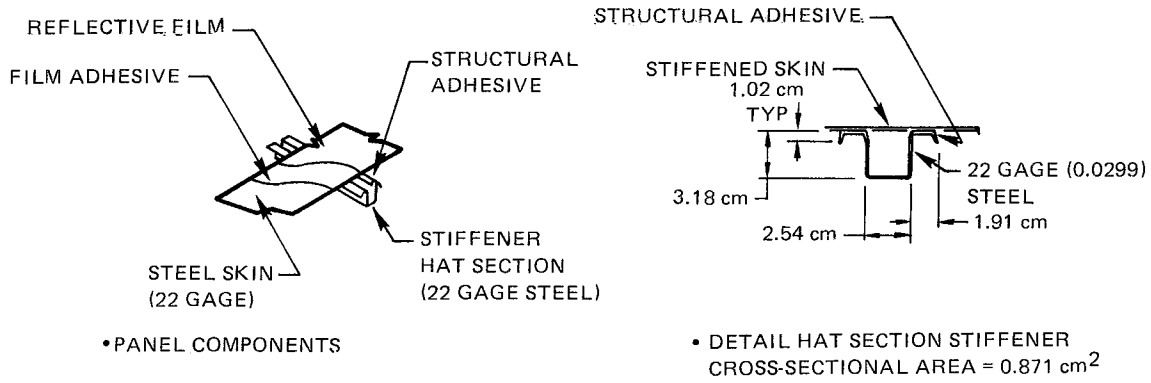 REFLECTIVE FILM
FILM ADHESIVE
STRUCTURAL
ADHESIVE
STEEL SKIN
(22 GAGE)
STIFFENER
HAT SECTION
(22 GAGE STEEL)
• PANEL COMPONENTS
STRUCTURAL ADHESIVE
STIFFENED SKIN
1.02 cm
TYP
3.18 cm
2.54 cm
22 GAGE (0.0299)
STEEL
1.91 cm
• DETAIL HAT SECTION STIFFENER
CROSS-SECTIONAL AREA = 0.871 cm²